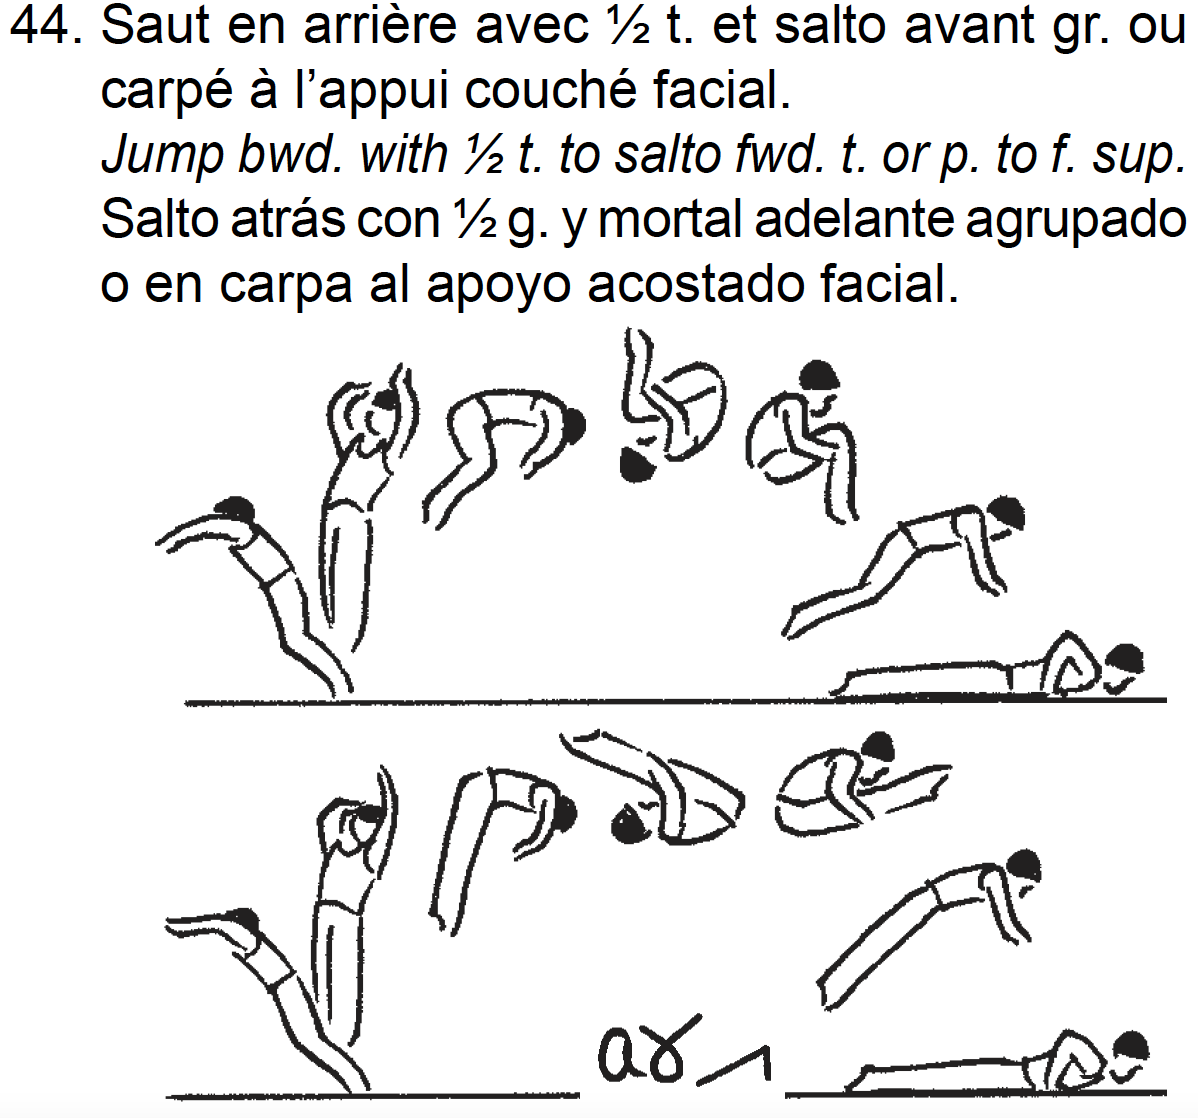 44. Saut en arrière avec ½ t. et salto avant gr. ou
carpé à l’appui couché facial.
Jump bwd. with ½ t. to salto fwd. t. or p. to f. sup.
Salto atrás con ½ g. y mortal adelante agrupado
o en carpa al apoyo acostado facial.